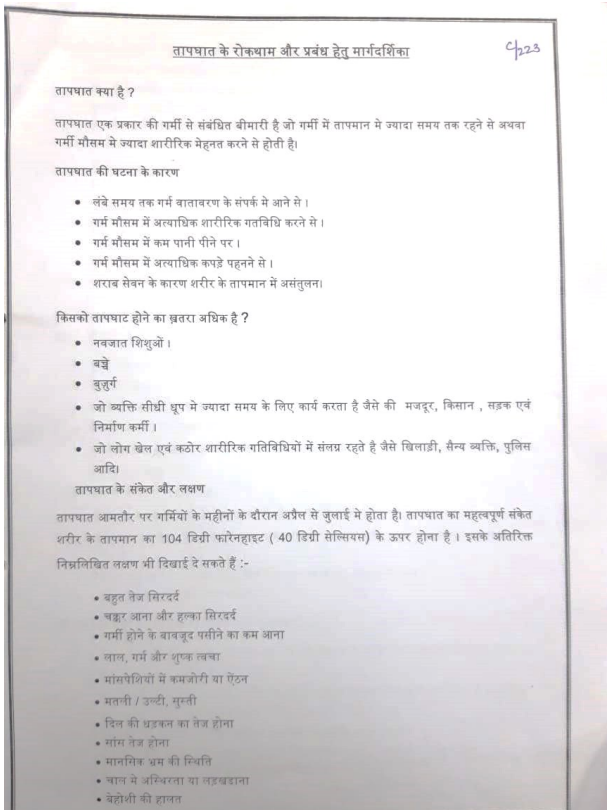 तापघात के रोकथाम और प्रबंध हेतु मार्गदर्शिका
C/223
तापघात क्या है ?
तापघात एक प्रकार की गर्मी से संबंधित बीमारी है जो गर्मी में तापमान मे ज्यादा समय तक रहने से अथवा
गर्मी मौसम मे ज्यादा शारीरिक मेहनत करने से होती है।
तापघात की घटना के कारण
• लंबे समय तक गर्म वातावरण के संपर्क मे आने से ।
• गर्म मौसम में अत्याधिक शारीरिक गतविधि करने से ।
• गर्म मौसम में कम पानी पीने पर ।
• गर्म मौसम में अत्याधिक कपड़े पहनने से ।
• शराब सेवन के कारण शरीर के तापमान में असंतुलन।
किसको तापघाट होने का ख़तरा अधिक है ?
• नवजात शिशुओं ।
• बच्चे
• बुज़ुर्ग
• जो व्यक्ति सीधी धूप मे ज्यादा समय के लिए कार्य करता है जैसे की मजदूर, किसान , सड़क एवं
निर्माण कर्मी ।
• जो लोग खेल एवं कठोर शारीरिक गतिविधियों में संलग्न रहते है जैसे खिलाड़ी, सैन्य व्यक्ति, पुलिस
आदि।
तापघात के संकेत और लक्षण
तापघात आमतौर पर गर्मियों के महीनों के दौरान अप्रैल से जुलाई मे होता है। तापघात का महत्वपूर्ण संकेत
शरीर के तापमान का 104 डिग्री फारेनहाइट ( 40 डिग्री सेल्सियस) के ऊपर होना है । इसके अतिरिक्त
निम्नलिखित लक्षण भी दिखाई दे सकते हैं :-
• बहुत तेज सिरदर्द
• चक्कर आना और हल्का सिरदर्द
• गर्मी होने के बावजूद पसीने का कम आना
• लाल, गर्म और शुष्क त्वचा
• मांसपेशियों में कमजोरी या ऐंठन
• मतली / उल्टी, सुस्ती
• दिल की धड़कन का तेज होना
• सांस तेज होना
• मानसिक भ्रम की स्थिति
• चाल मे अस्थिरता या लडखडाना
• बेहोशी की हालत